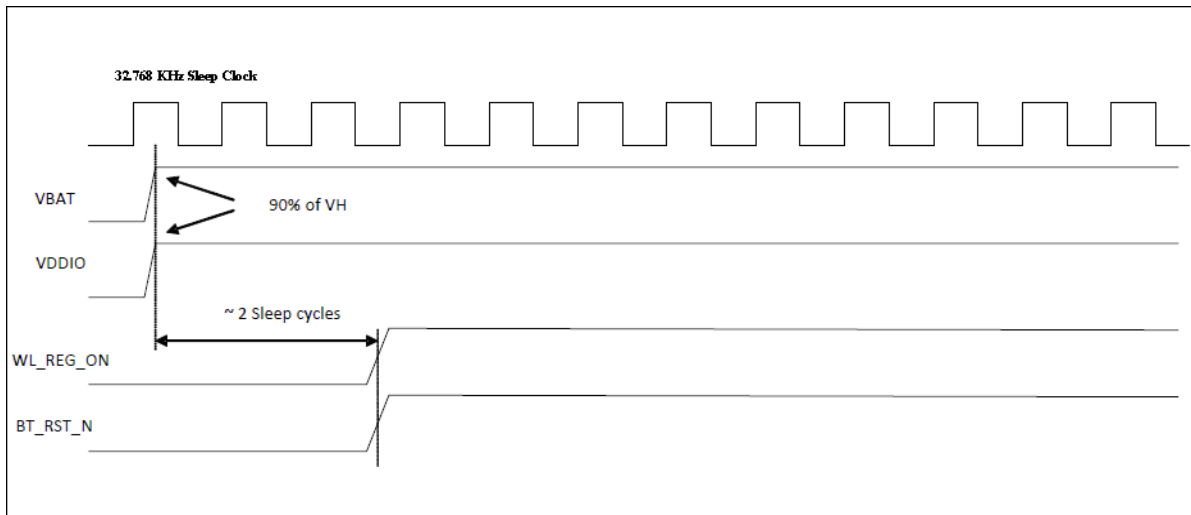 32.768 KHz Sleep Clock
VBAT
90% of VH
VDDIO
~ 2 Sleep cycles
WL_REG_ON
BT_RST_N